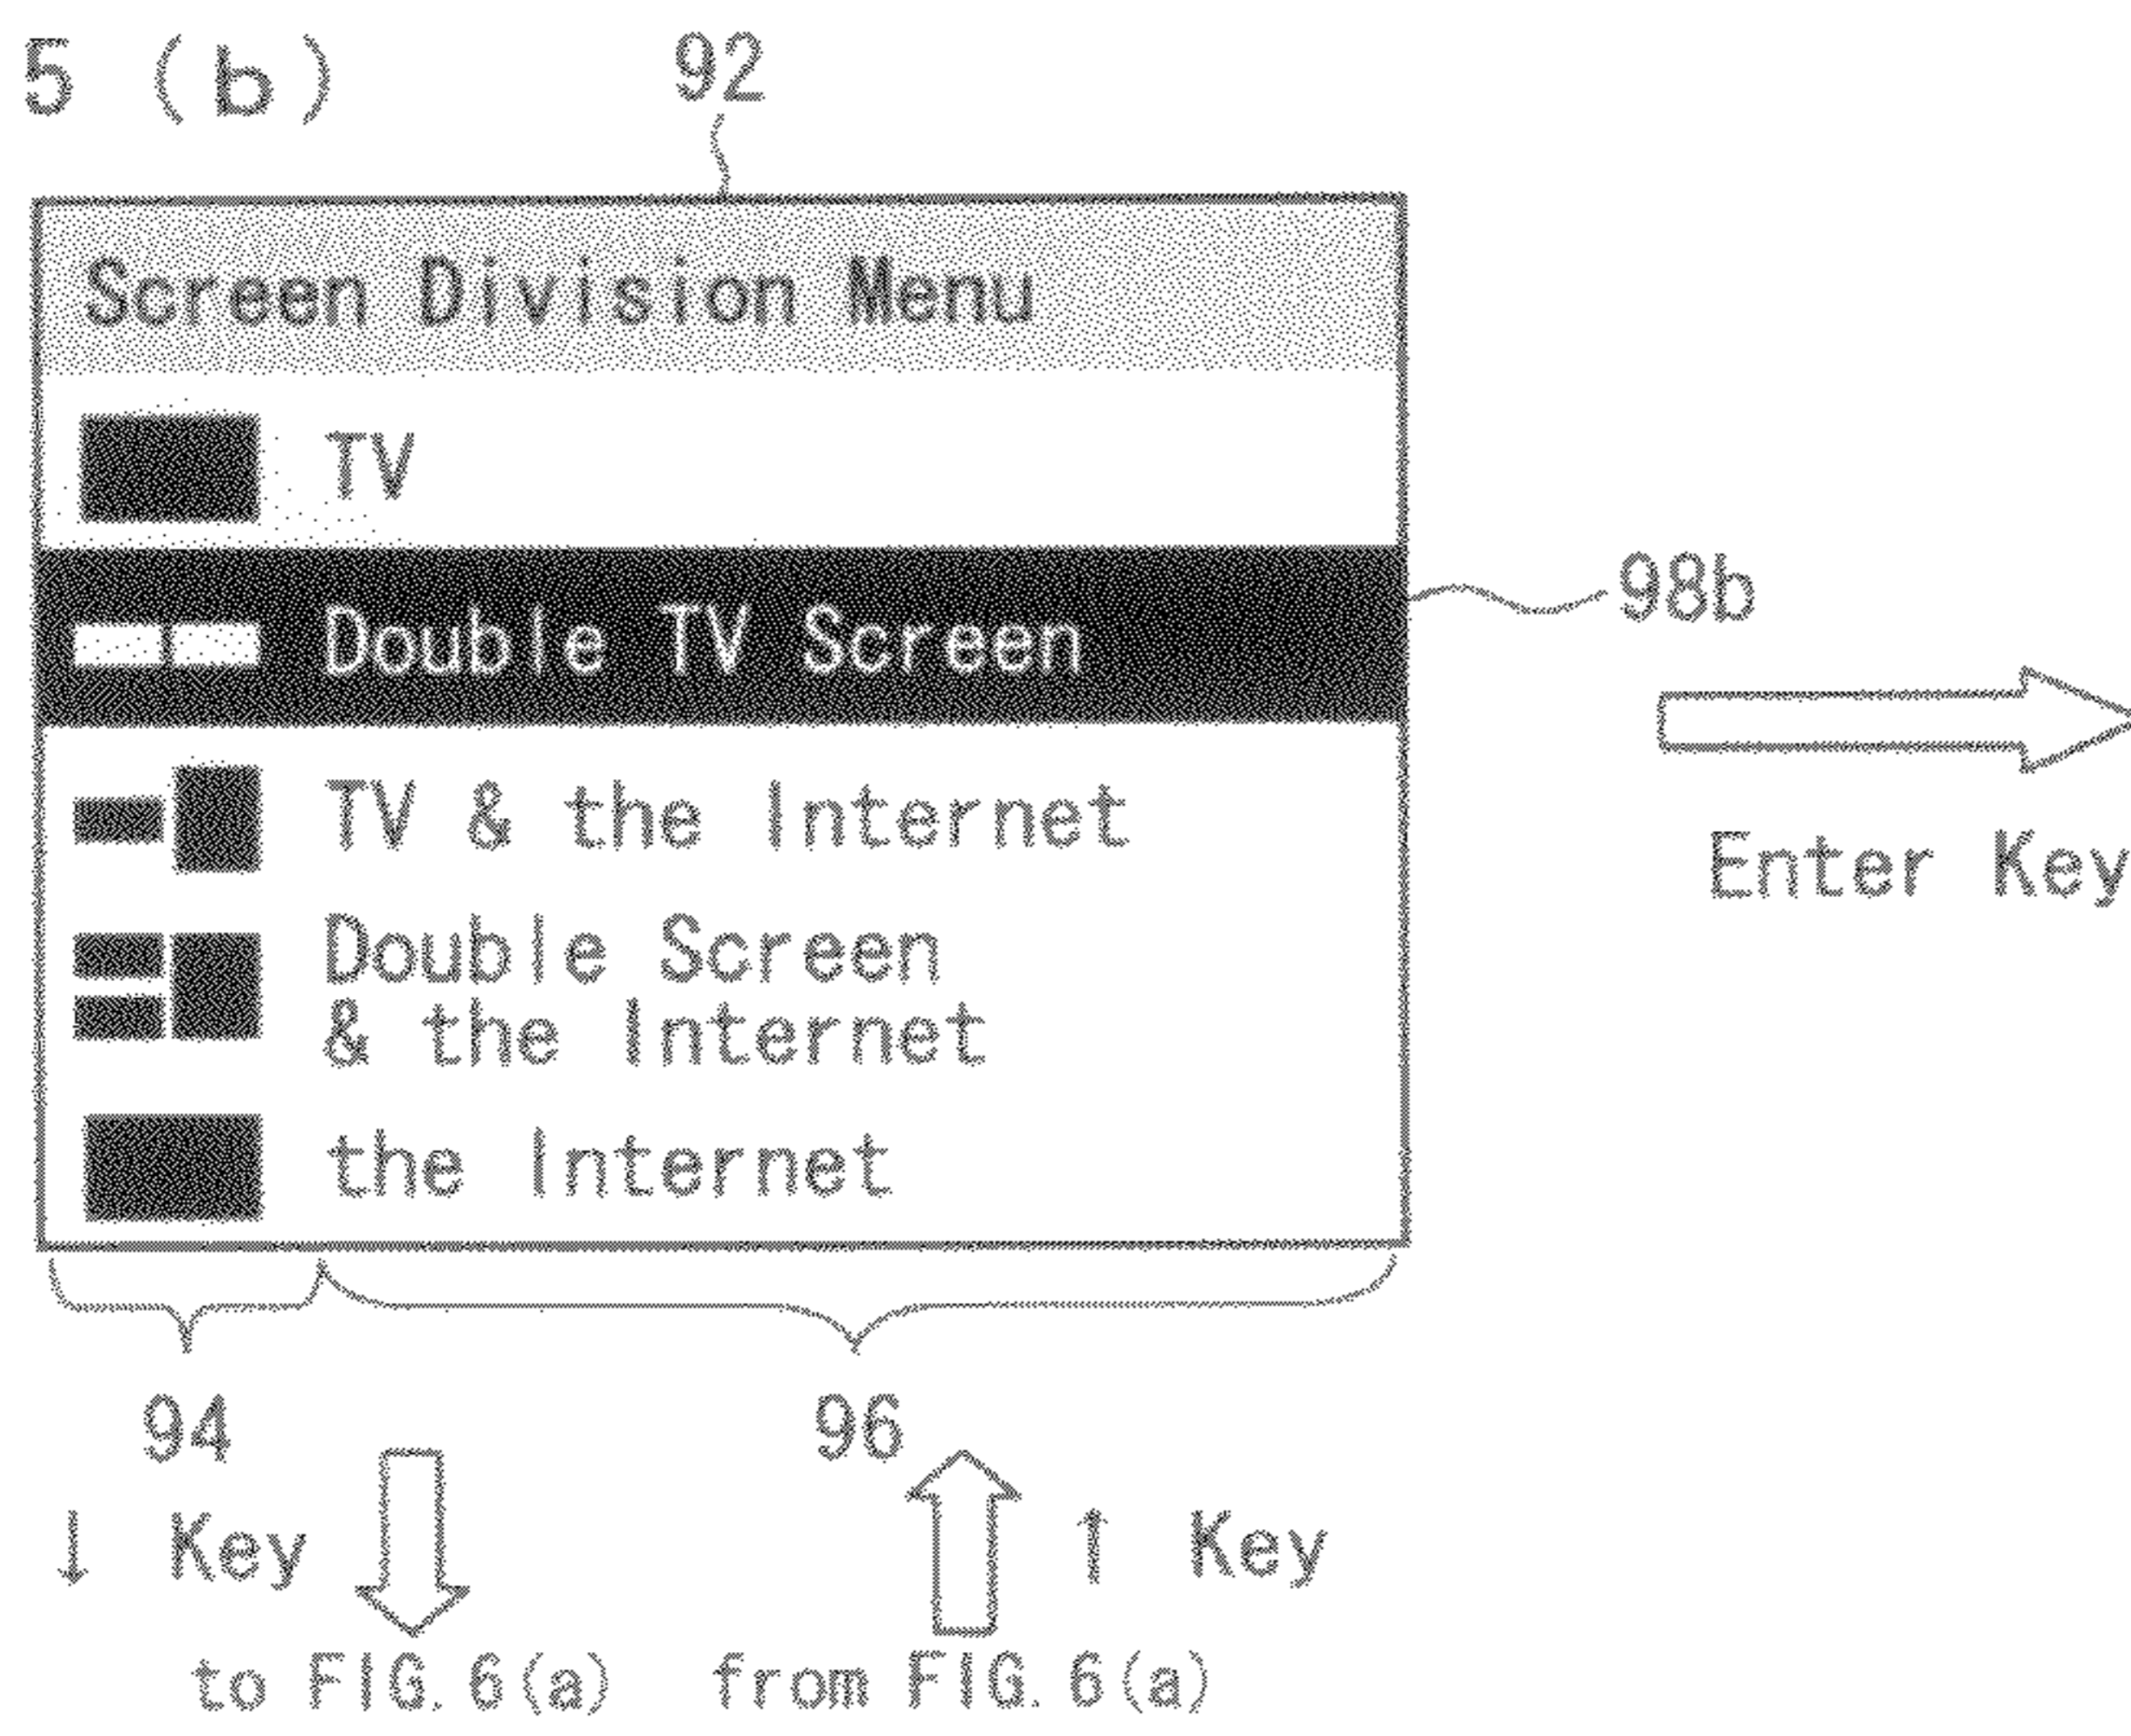 5 (b)
92
Screen Division Menu
TV
Double TV Screen
98b
TV & the Internet
Enter Key
Double Screen
& the Internet
the Internet
94
96
↓ Key
↑ Key
to FIG. 6(a)
from FIG. 6(a)